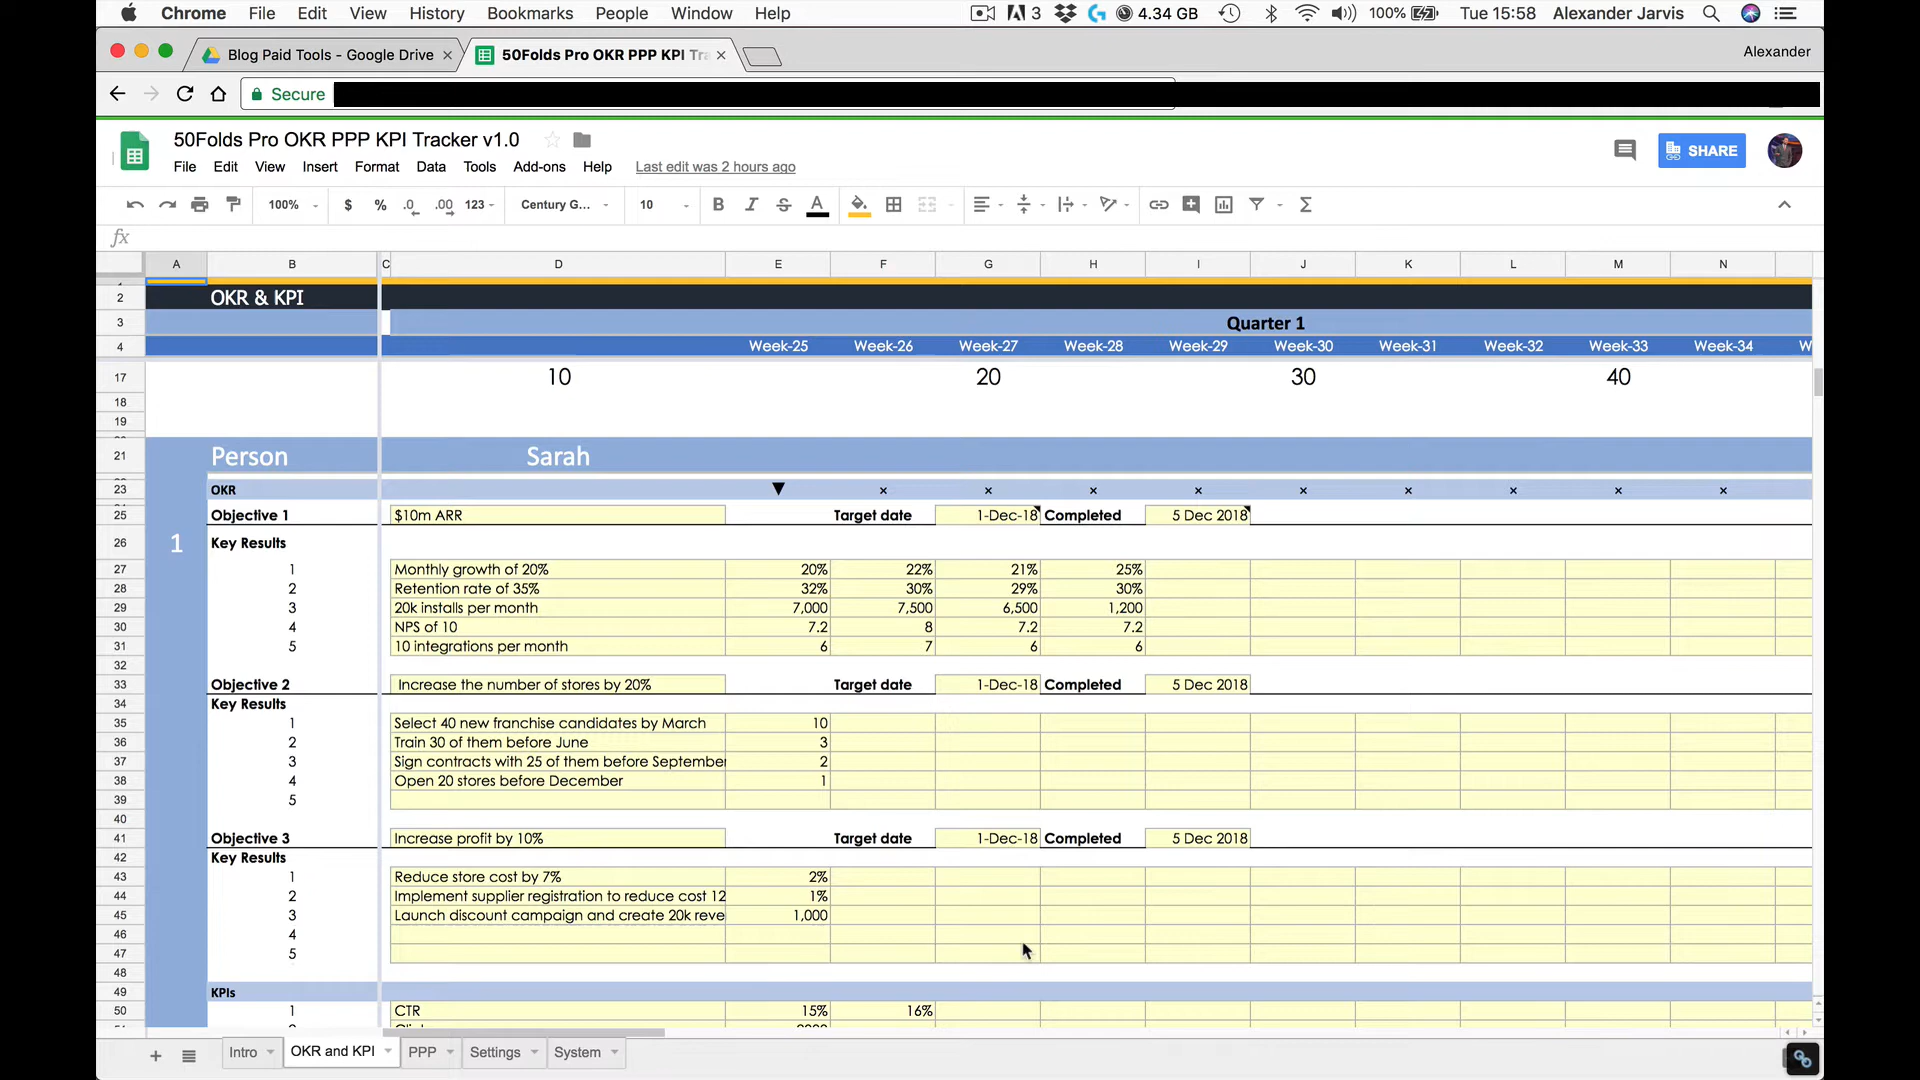 Chrome File Edit View History Bookmarks People Window Help 3 4.34 GB 100% Tue 15:58 Alexander Jarvis
Blog Paid Tools - Google Drive × 50Folds Pro OKR PPP KPI Tr × Alexander
Secure
50Folds Pro OKR PPP KPI Tracker v1.0
SHARE
File Edit View Insert Format Data Tools Add-ons Help Last edit was 2 hours ago
100% $ % .0 .00 123 Century G... 10 B I S A Σ
fx
A B C D E F G H I J K L M N
2 OKR & KPI
3 Quarter 1
4 Week-25 Week-26 Week-27 Week-28 Week-29 Week-30 Week-31 Week-32 Week-33 Week-34 W
17 10 20 30 40
18
19
21 Person Sarah
23 OKR ▼ × × × × × × × × ×
25 Objective 1 $10m ARR Target date 1-Dec-18 Completed 5 Dec 2018
26 1 Key Results
27 1 Monthly growth of 20% 20% 22% 21% 25%
28 2 Retention rate of 35% 32% 30% 29% 30%
29 3 20k installs per month 7,000 7,500 6,500 1,200
30 4 NPS of 10 7.2 8 7.2 7.2
31 5 10 integrations per month 6 7 6 6
32
33 Objective 2 Increase the number of stores by 20% Target date 1-Dec-18 Completed 5 Dec 2018
34 Key Results
35 1 Select 40 new franchise candidates by March 10
36 2 Train 30 of them before June 3
37 3 Sign contracts with 25 of them before September 2
38 4 Open 20 stores before December 1
39 5
40
41 Objective 3 Increase profit by 10% Target date 1-Dec-18 Completed 5 Dec 2018
42 Key Results
43 1 Reduce store cost by 7% 2%
44 2 Implement supplier registration to reduce cost 12 1%
45 3 Launch discount campaign and create 20k reve 1,000
46 4
47 5
48
49 KPIs
50 1 CTR 15% 16%
Intro OKR and KPI PPP Settings System